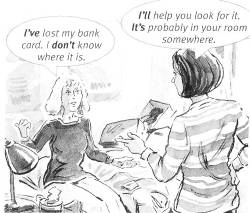 I've lost my bank
card. I don't know
where it is.
I'll help you look for it.
It's probably in your room
somewhere.